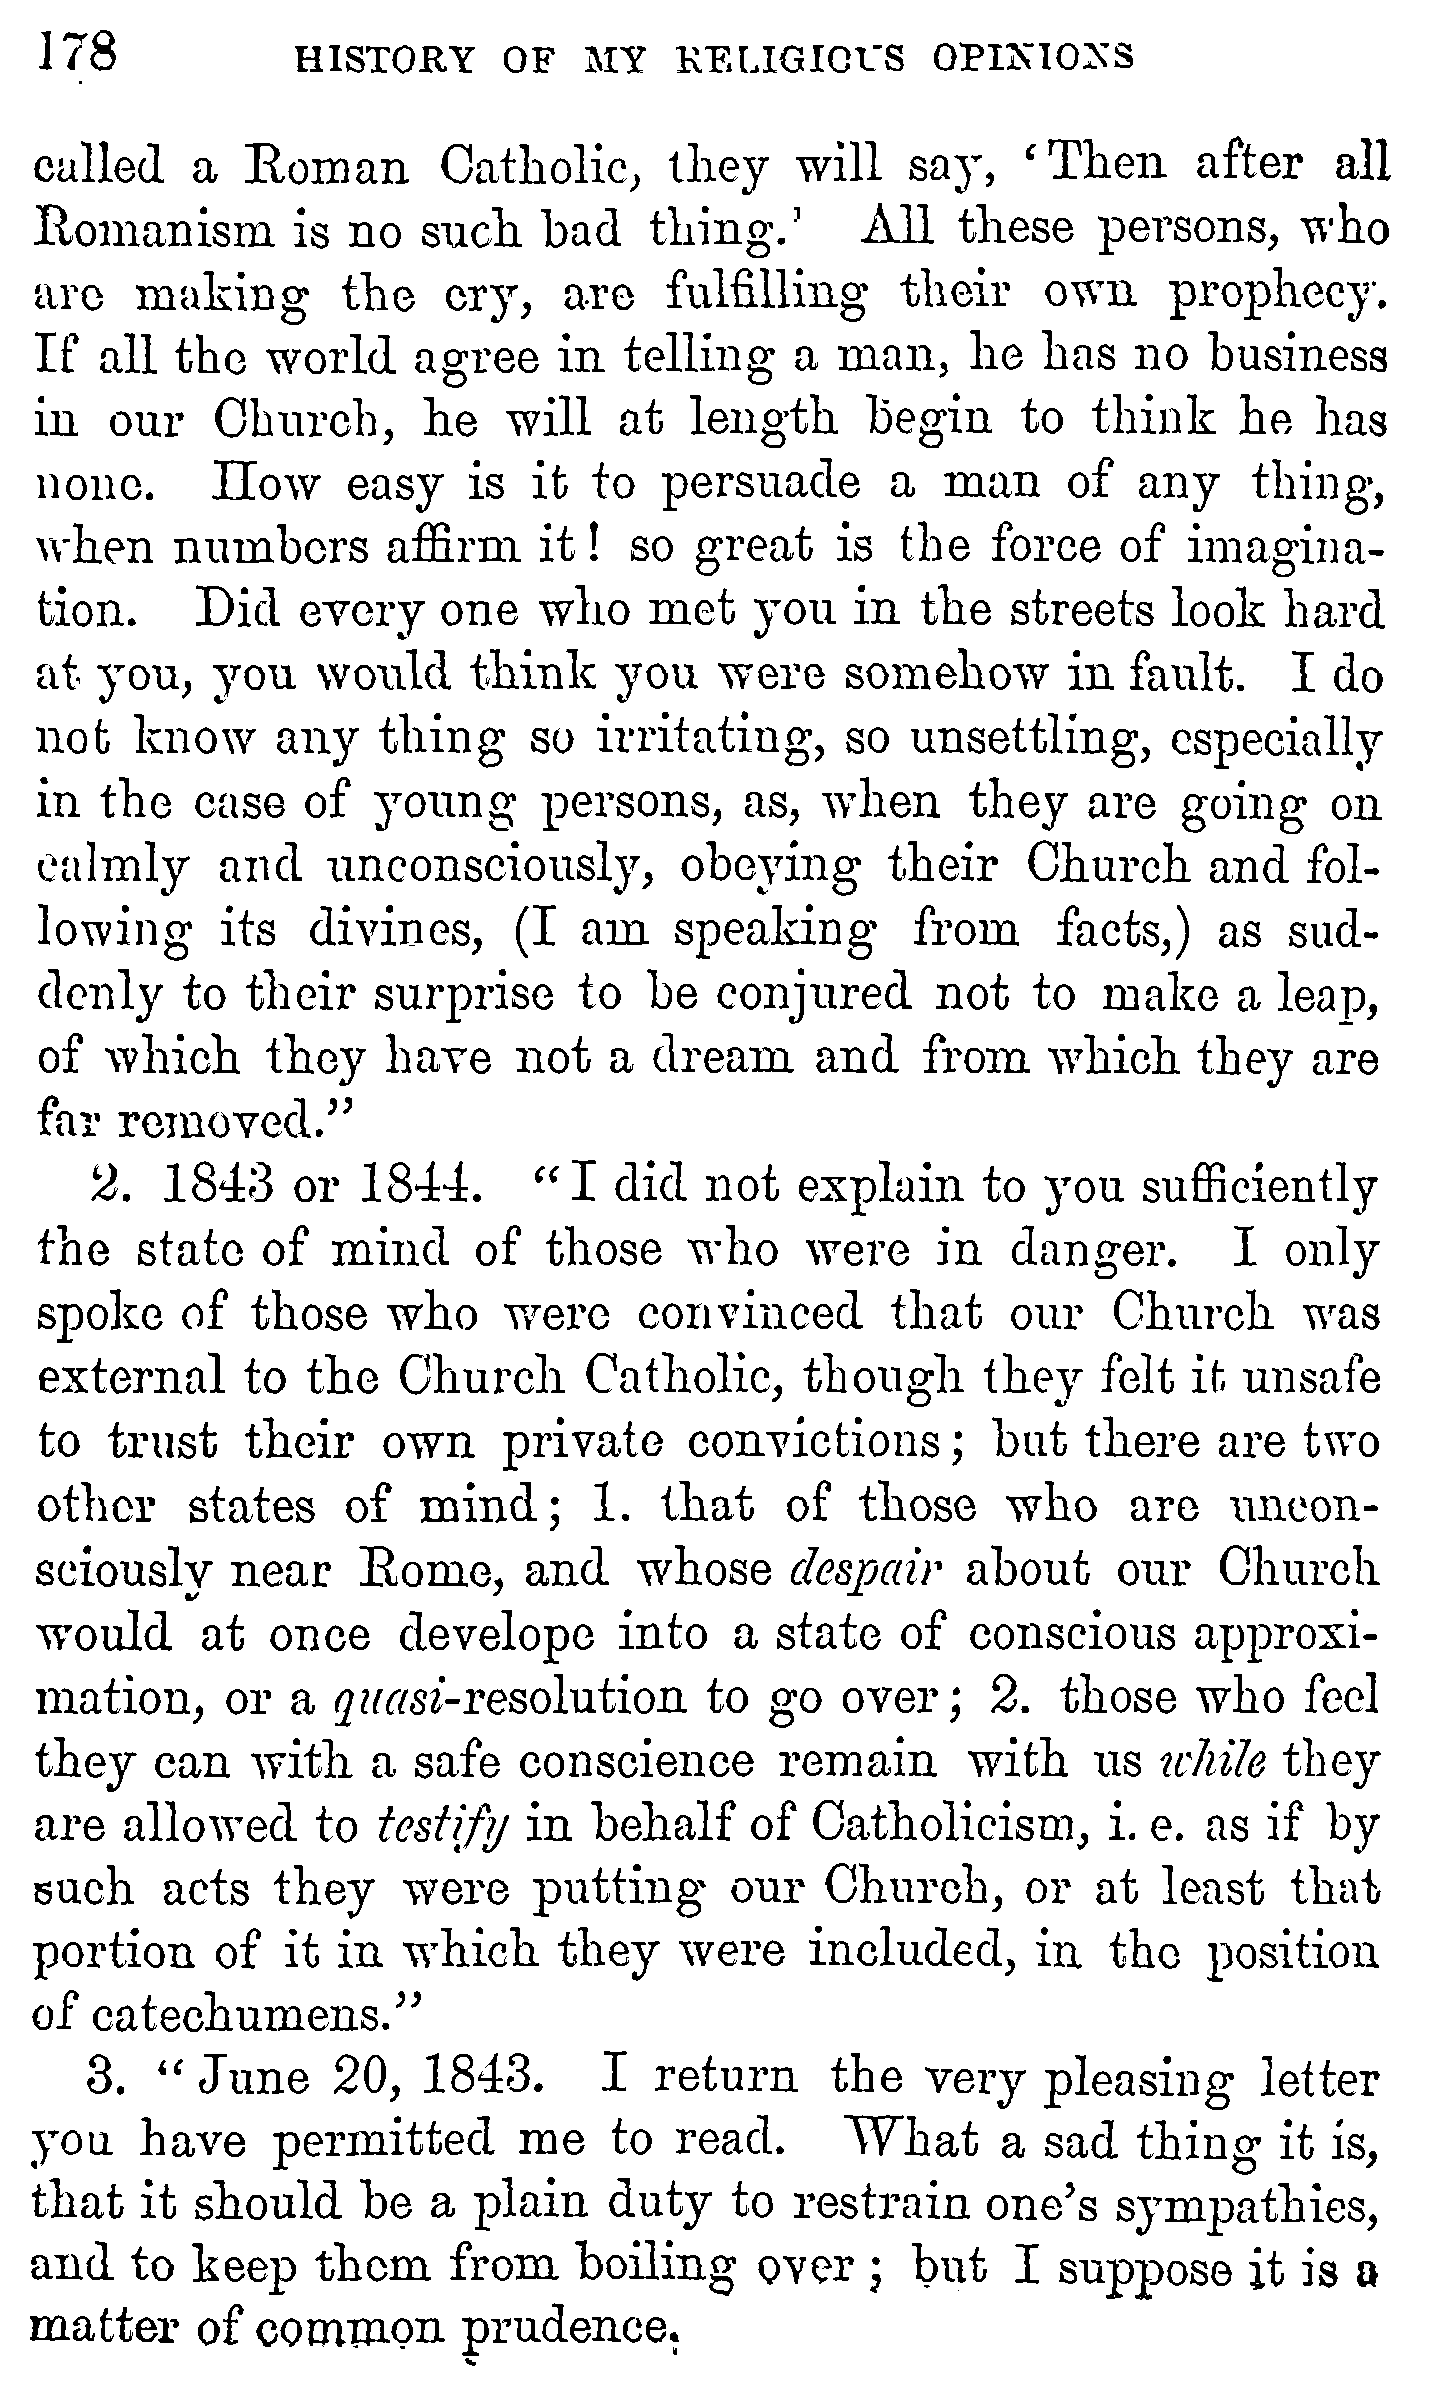 178 HISTORY OF MY RELIGIOUS OPINIONS
called a Roman Catholic, they will say, ‘Then after all
Romanism is no such bad thing.’ All these persons, who
are making the cry, are fulfilling their own prophecy.
If all the world agree in telling a man, he has no business
in our Church, he will at length begin to think he has
none. How easy is it to persuade a man of any thing,
when numbers affirm it! so great is the force of imagina-
tion. Did every one who met you in the streets look hard
at you, you would think you were somehow in fault. I do
not know any thing so irritating, so unsettling, especially
in the case of young persons, as, when they are going on
calmly and unconsciously, obeying their Church and fol-
lowing its divines, (I am speaking from facts,) as sud-
denly to their surprise to be conjured not to make a leap,
of which they have not a dream and from which they are
far removed.”
2. 1843 or 1844. “I did not explain to you sufficiently
the state of mind of those who were in danger. I only
spoke of those who were convinced that our Church was
external to the Church Catholic, though they felt it unsafe
to trust their own private convictions; but there are two
other states of mind; 1. that of those who are uncon-
sciously near Rome, and whose despair about our Church
would at once develope into a state of conscious approxi-
mation, or a quasi-resolution to go over; 2. those who feel
they can with a safe conscience remain with us while they
are allowed to testify in behalf of Catholicism, i. e. as if by
such acts they were putting our Church, or at least that
portion of it in which they were included, in the position
of catechumens.”
3. “June 20, 1843. I return the very pleasing letter
you have permitted me to read. What a sad thing it is,
that it should be a plain duty to restrain one’s sympathies,
and to keep them from boiling over; but I suppose it is a
matter of common prudence.